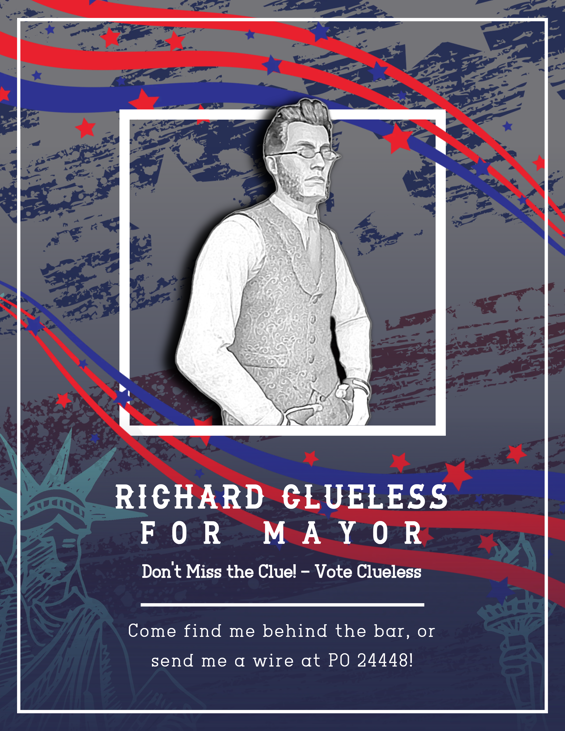 RICHARD CLUELESS
FOR MAYOR
Don't Miss the Clue! - Vote Clueless
Come find me behind the bar, or
send me a wire at PO 24448!